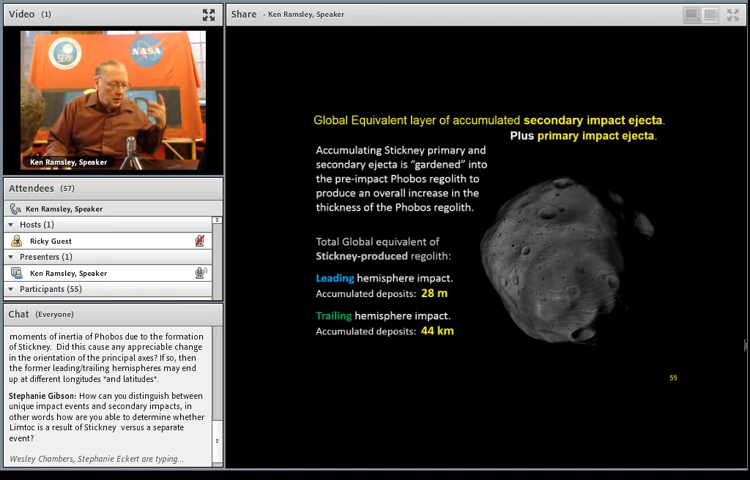 Video (1)
SERVI
NASA
Ken Ramsley, Speaker
Attendees (57)
Ken Ramsley, Speaker
Hosts (1)
Ricky Guest
Presenters (1)
Ken Ramsley, Speaker
Participants (55)
Chat (Everyone)
moments of inertia of Phobos due to the formation
of Stickney. Did this cause any appreciable change
in the orientation of the principal axes? If so, then
the former leading/trailing hemispheres may end
up at different longitudes *and latitudes*.
Stephanie Gibson: How can you distinguish between
unique impact events and secondary impacts, in
other words how are you able to determine whether
Limtoc is a result of Stickney versus a separate
event?
Wesley Chambers, Stephanie Eckert are typing...
Share - Ken Ramsley, Speaker
Global Equivalent layer of accumulated secondary impact ejecta.
Plus primary impact ejecta.
Accumulating Stickney primary and
secondary ejecta is “gardened” into
the pre-impact Phobos regolith to
produce an overall increase in the
thickness of the Phobos regolith.
Total Global equivalent of
Stickney-produced regolith:
Leading hemisphere impact.
Accumulated deposits: 28 m
Trailing hemisphere impact.
Accumulated deposits: 44 km
55